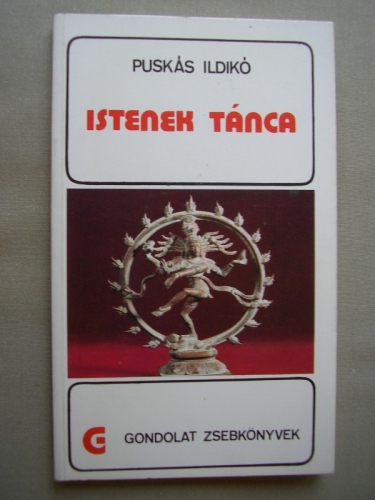 PUSKÁS ILDIKÓ
ISTENEK TÁNCA
G GONDOLAT ZSEBKÖNYVEK